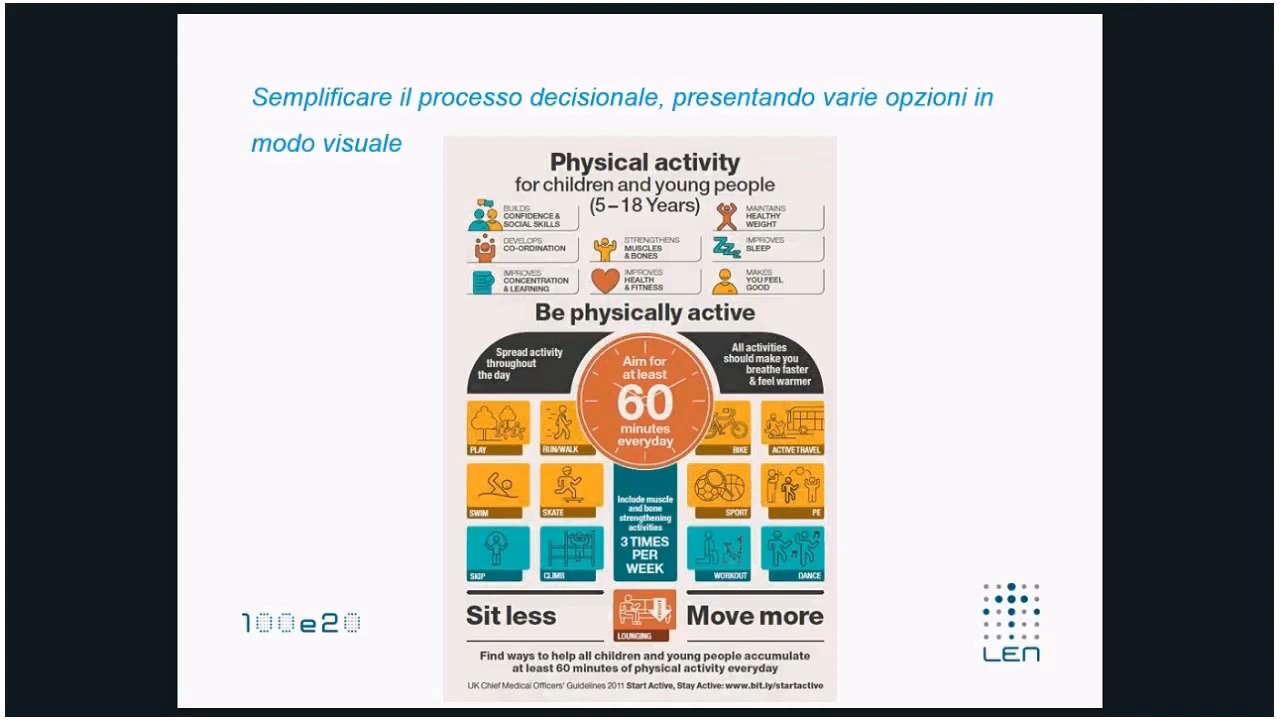 Semplificare il processo decisionale, presentando varie opzioni in
modo visuale
Physical activity
for children and young people
(5–18 Years)
BUILDS
CONFIDENCE &
SOCIAL SKILLS
MAINTAINS
HEALTHY
WEIGHT
DEVELOPS
CO-ORDINATION
STRENGTHENS
MUSCLES
& BONES
IMPROVES
SLEEP
IMPROVES
CONCENTRATION
& LEARNING
IMPROVES
HEALTH
& FITNESS
MAKES
YOU FEEL
GOOD
Be physically active
Spread activity
throughout
the day
Aim for
at least
60
minutes
everyday
All activities
should make you
breathe faster
& feel warmer
PLAY
RUN/WALK
BIKE
ACTIVE TRAVEL
SWIM
SKATE
SPORT
PE
Include muscle
and bone
strengthening
activities
3 TIMES
PER
WEEK
SKIP
CLIMB
WORKOUT
DANCE
Sit less
LOUNGING
Move more
Find ways to help all children and young people accumulate
at least 60 minutes of physical activity everyday
UK Chief Medical Officers' Guidelines 2011 Start Active, Stay Active: www.bit.ly/startactive
100e20
LEN